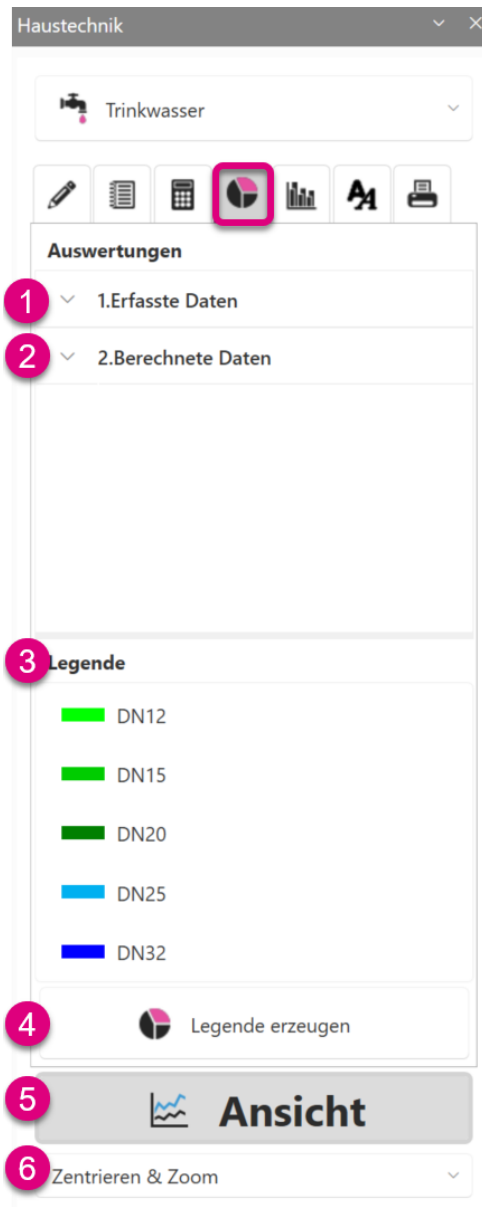 Haustechnik
Trinkwasser
Auswertungen
1 1.Erfasste Daten
2 2.Berechnete Daten
3 Legende
DN12
DN15
DN20
DN25
DN32
4 Legende erzeugen
5 Ansicht
6 Zentrieren & Zoom